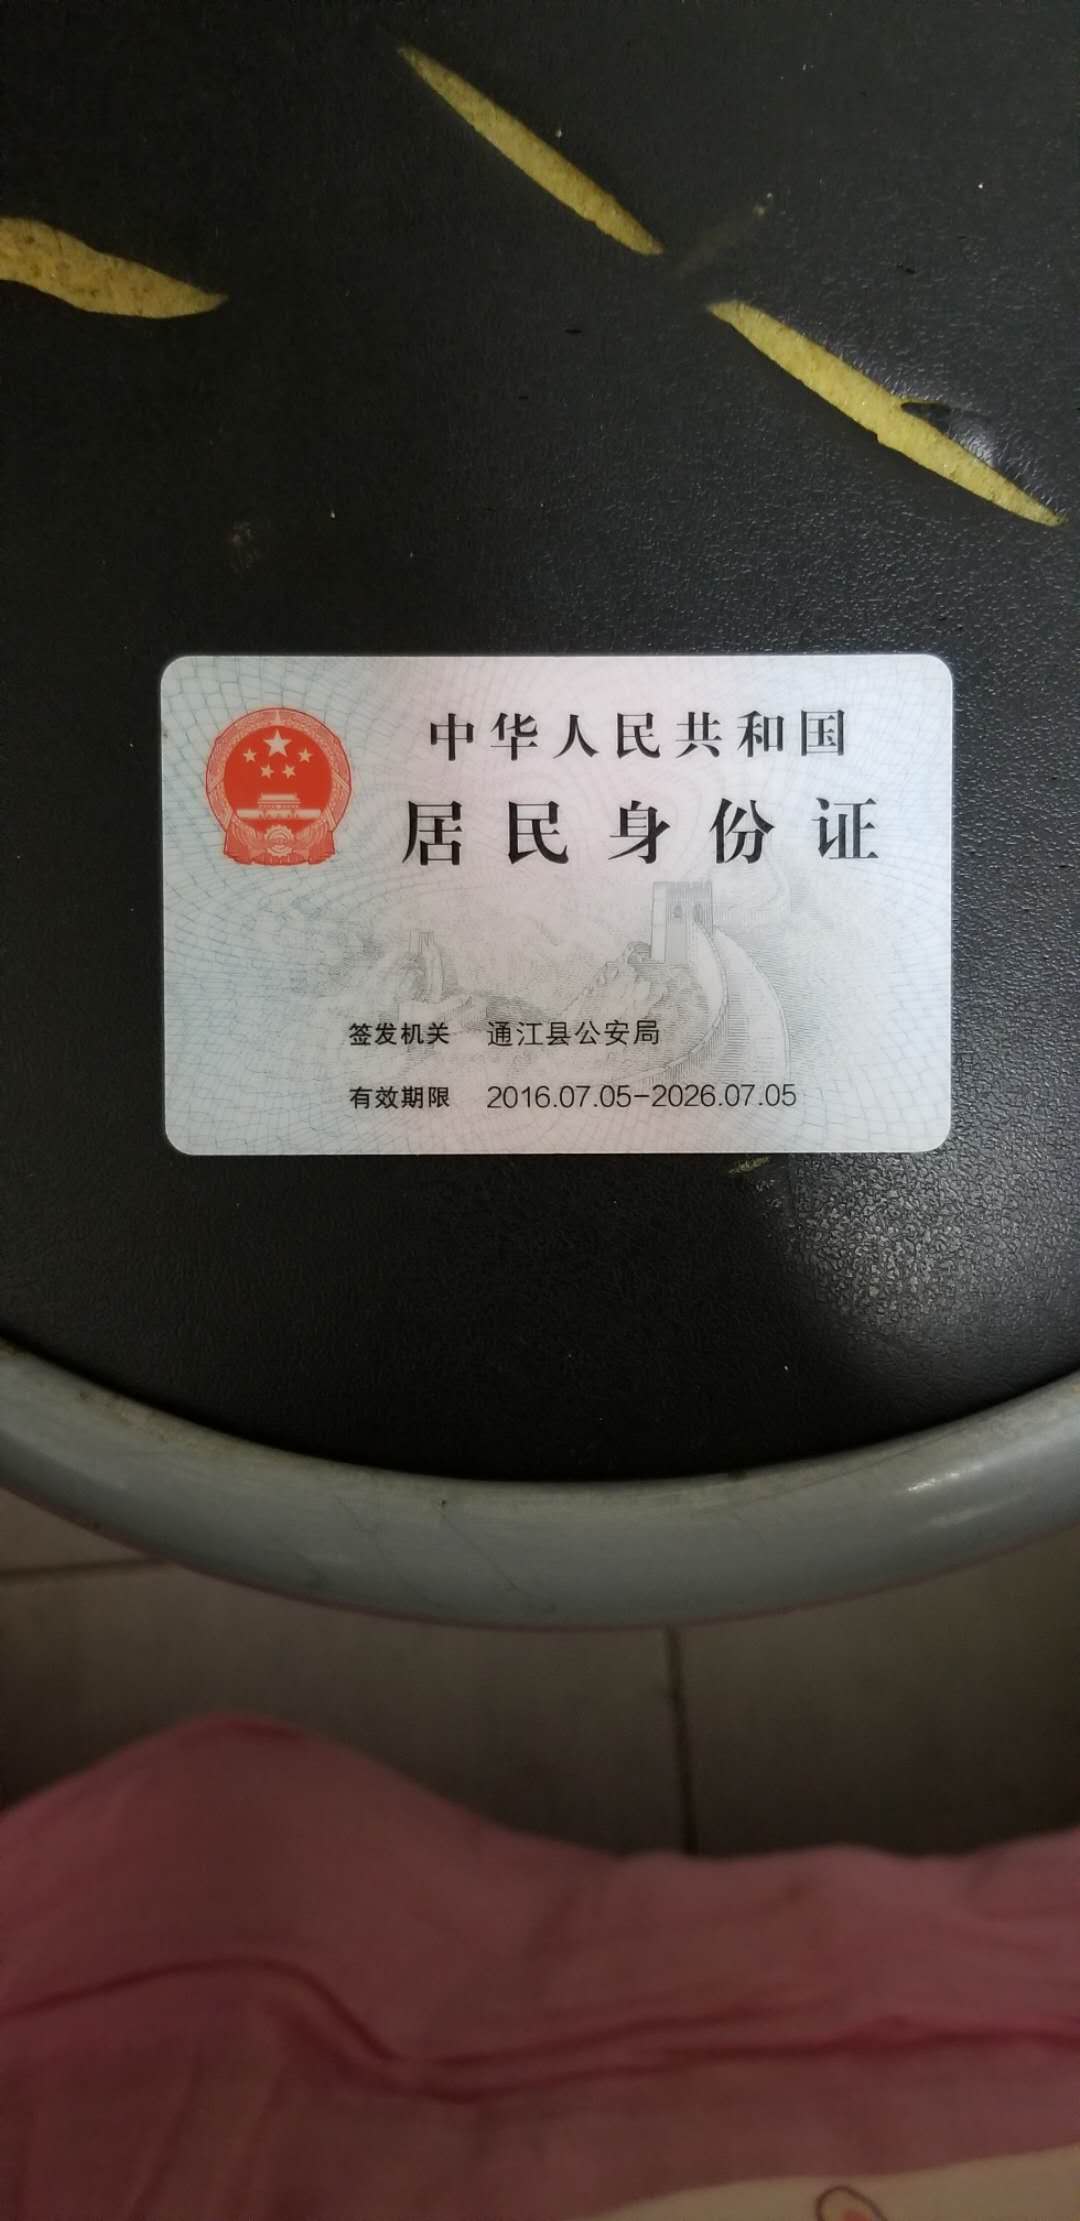 中华人民共和国
居民身份证
签发机关 通江县公安局
有效期限 2016.07.05-2026.07.05